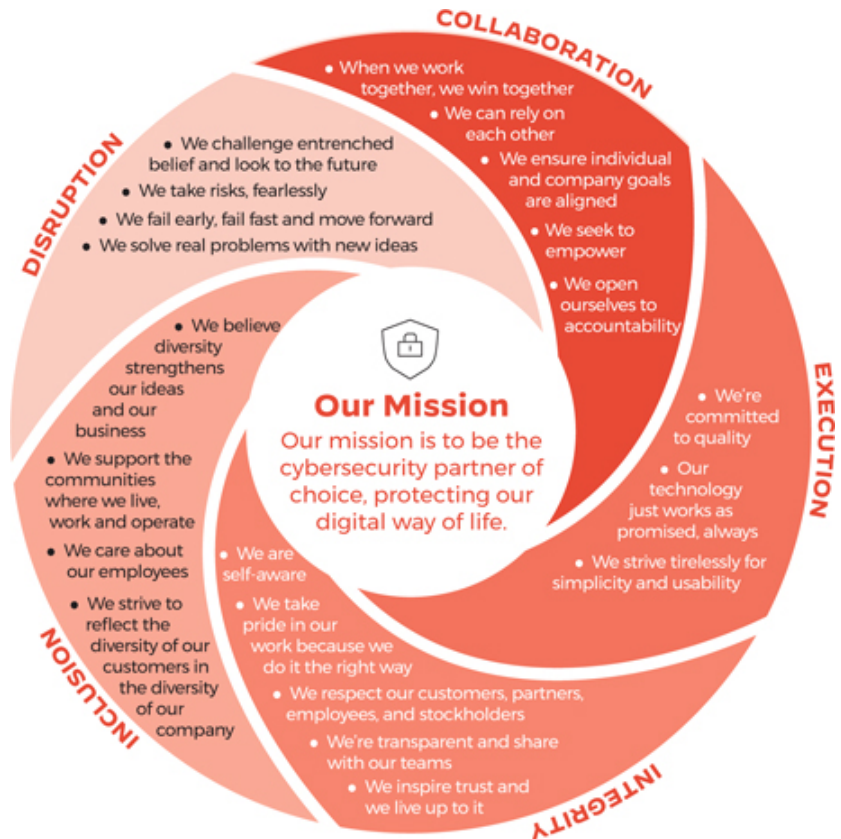 COLLABORATION
• When we work
together, we win together
• We can rely on
each other
• We ensure individual
and company goals
are aligned
• We seek to
empower
• We open
ourselves to
accountability
EXECUTION
• We're
committed
to quality
• Our
technology
just works as
promised, always
• We strive tirelessly for
simplicity and usability
INTEGRITY
• We are
self-aware
• We take
pride in our
work because we
do it the right way
• We respect our customers, partners,
employees, and stockholders
• We're transparent and share
with our teams
• We inspire trust and
we live up to it
INCLUSION
• We believe
diversity
strengthens
our ideas
and our
business
• We support the
communities
where we live,
work and operate
• We care about
our employees
• We strive to
reflect the
diversity of our
customers in
the diversity
of our
company
DISRUPTION
• We challenge entrenched
belief and look to the future
• We take risks, fearlessly
• We fail early, fail fast and move forward
• We solve real problems with new ideas
Our Mission
Our mission is to be the
cybersecurity partner of
choice, protecting our
digital way of life.